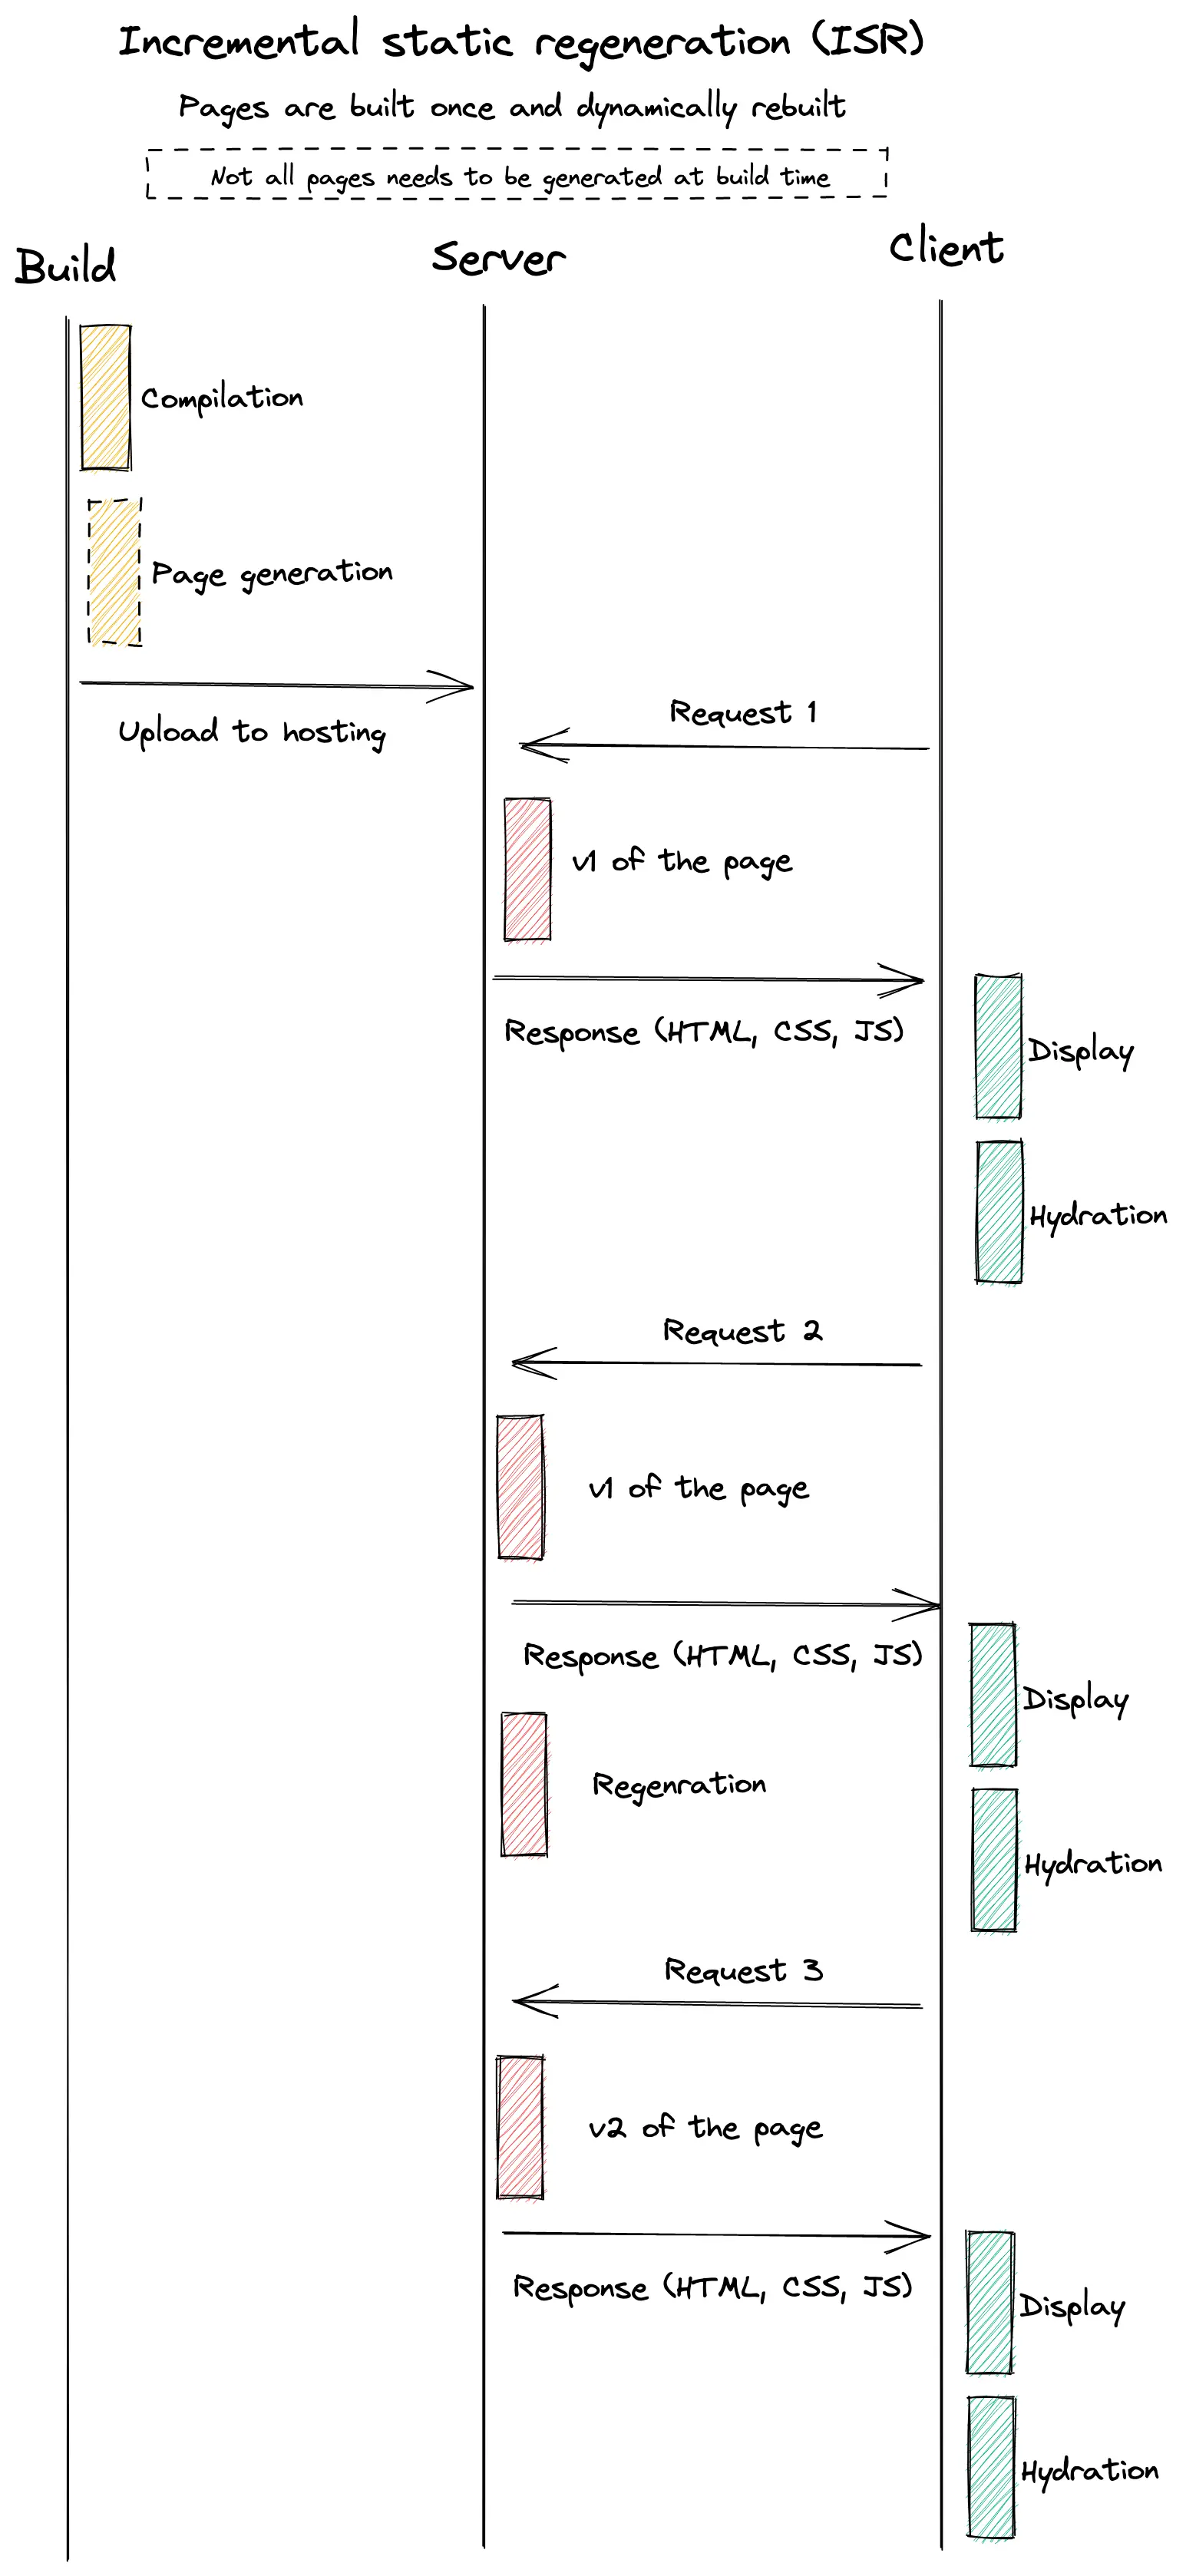 Incremental static regeneration (ISR)
Pages are built once and dynamically rebuilt
Not all pages needs to be generated at build time
Build
Server
Client
Compilation
Page generation
Upload to hosting
Request 1
v1 of the page
Response (HTML, CSS, JS)
Display
Hydration
Request 2
v1 of the page
Response (HTML, CSS, JS)
Display
Regenration
Hydration
Request 3
v2 of the page
Response (HTML, CSS, JS)
Display
Hydration